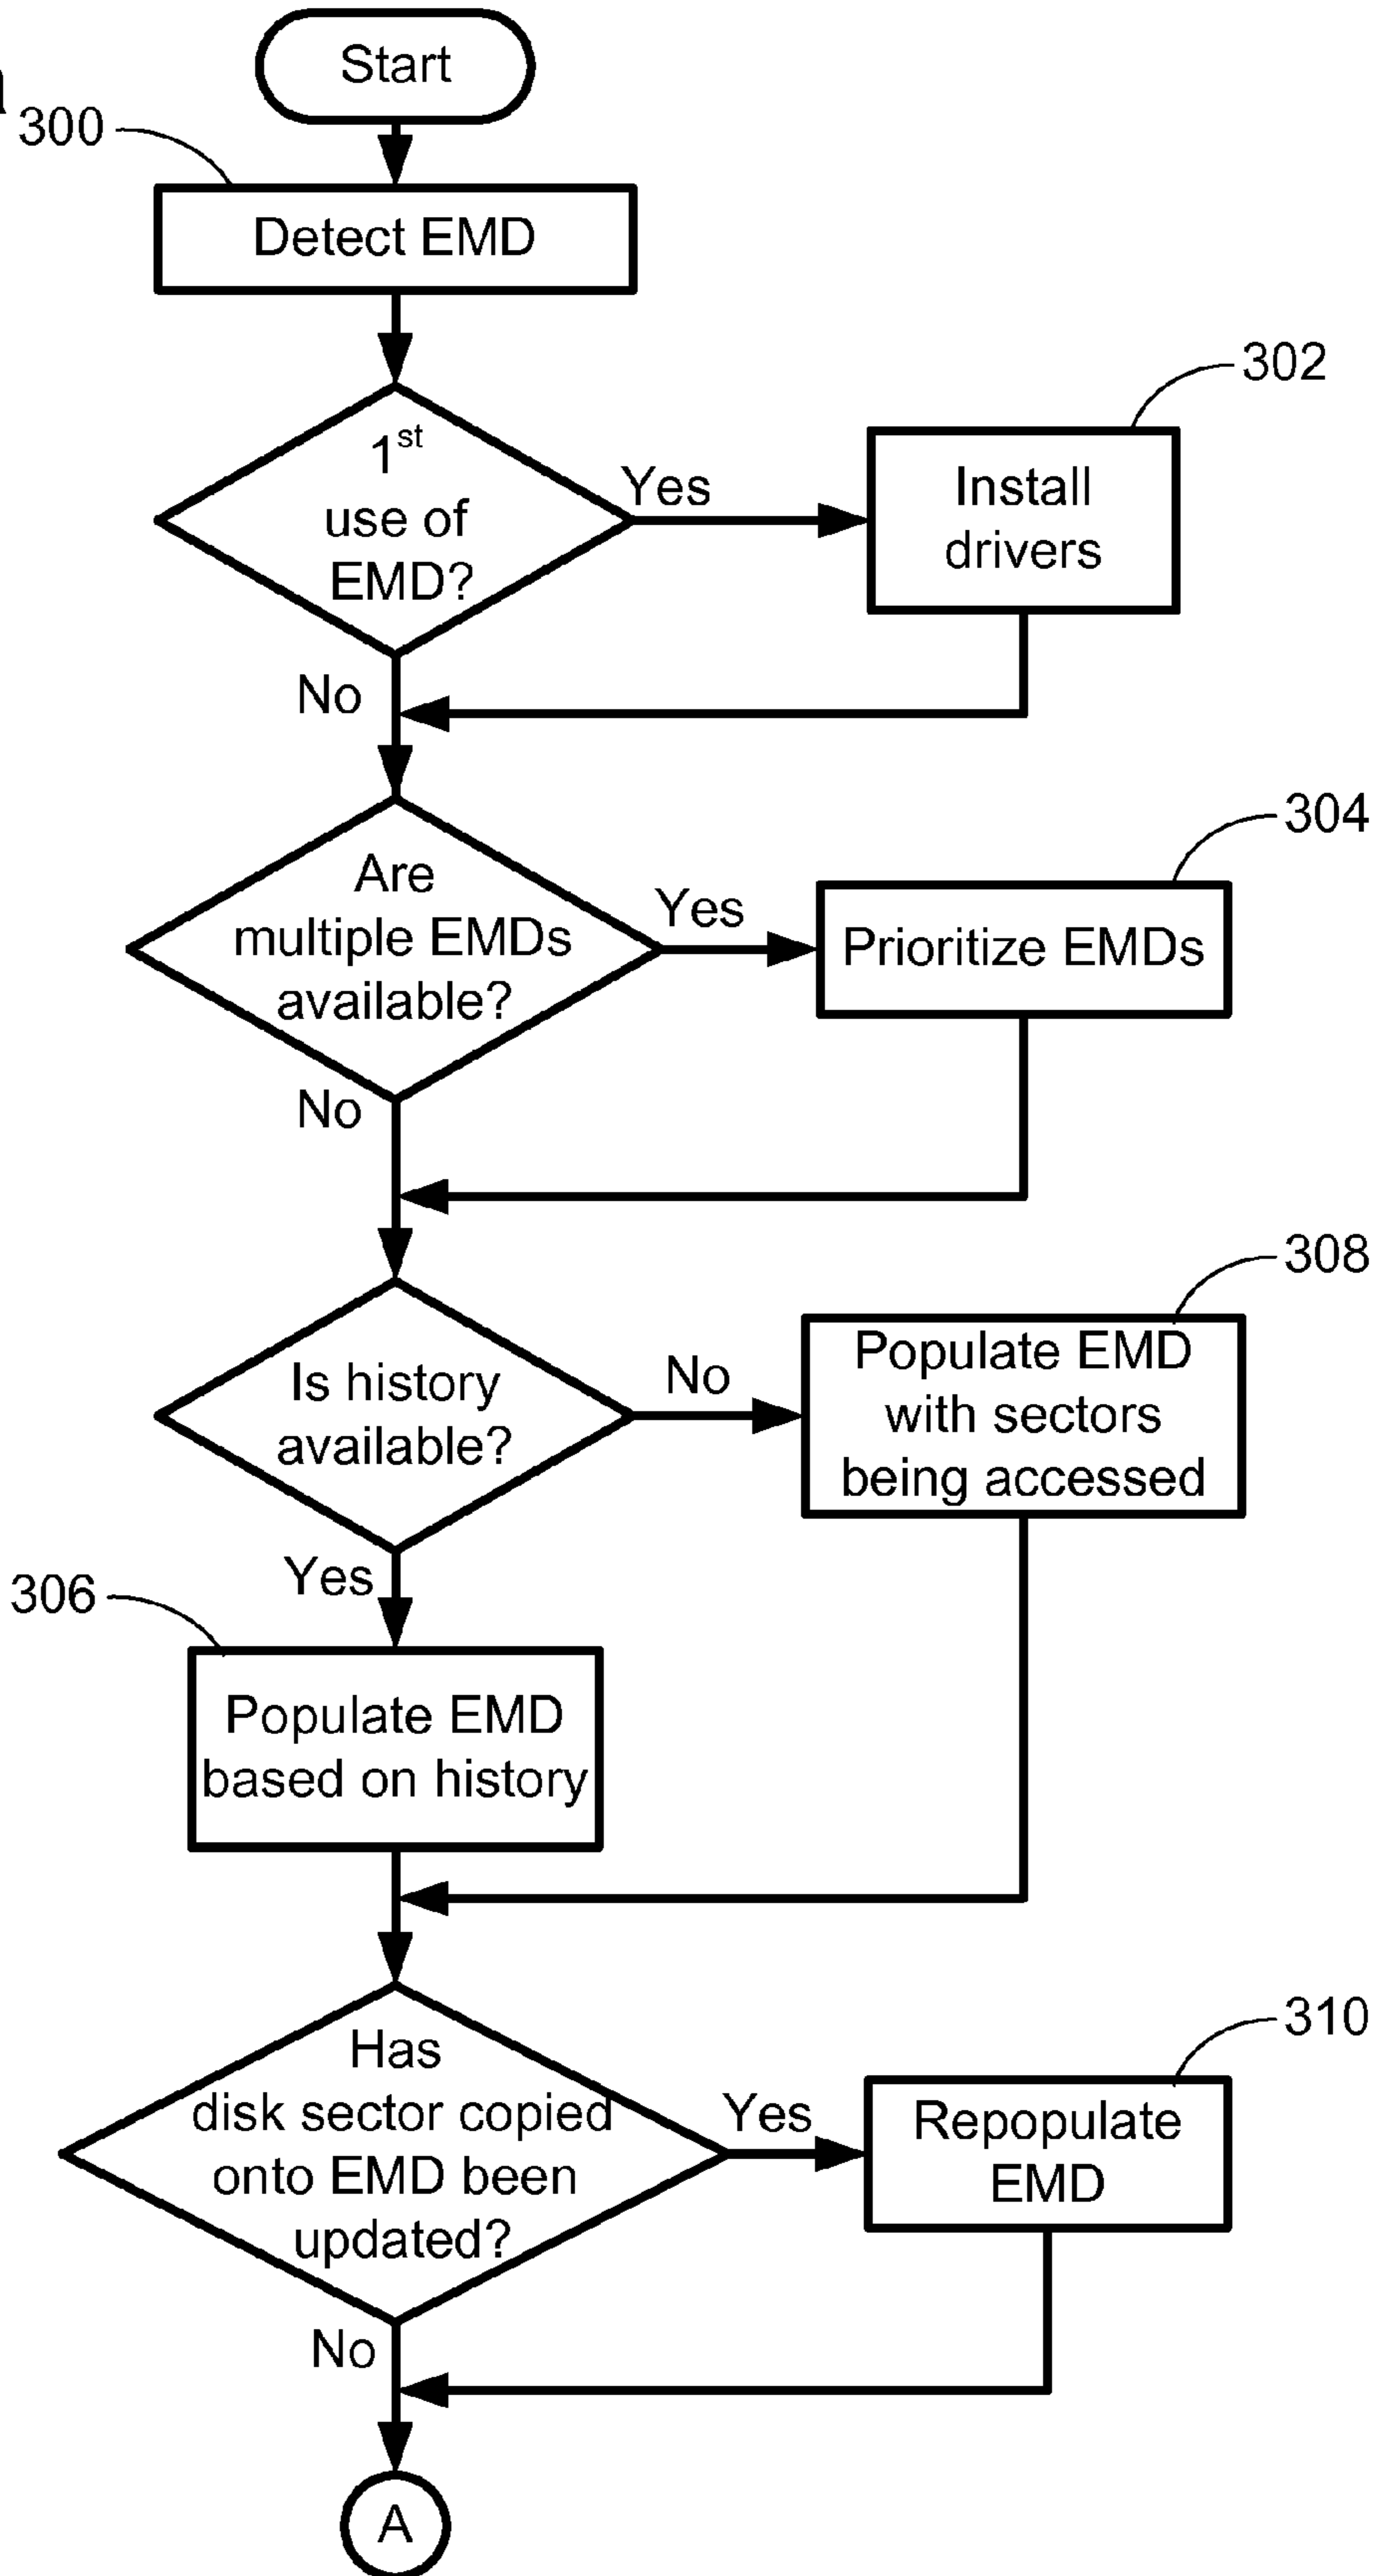 Start
300
Detect EMD
302
1st
use of
EMD?
Yes
Install
drivers
No
304
Are
multiple EMDs
available?
Yes
Prioritize EMDs
No
308
Is history
available?
No
Populate EMD
with sectors
being accessed
Yes
306
Populate EMD
based on history
310
Has
disk sector copied
onto EMD been
updated?
Yes
Repopulate
EMD
No
A